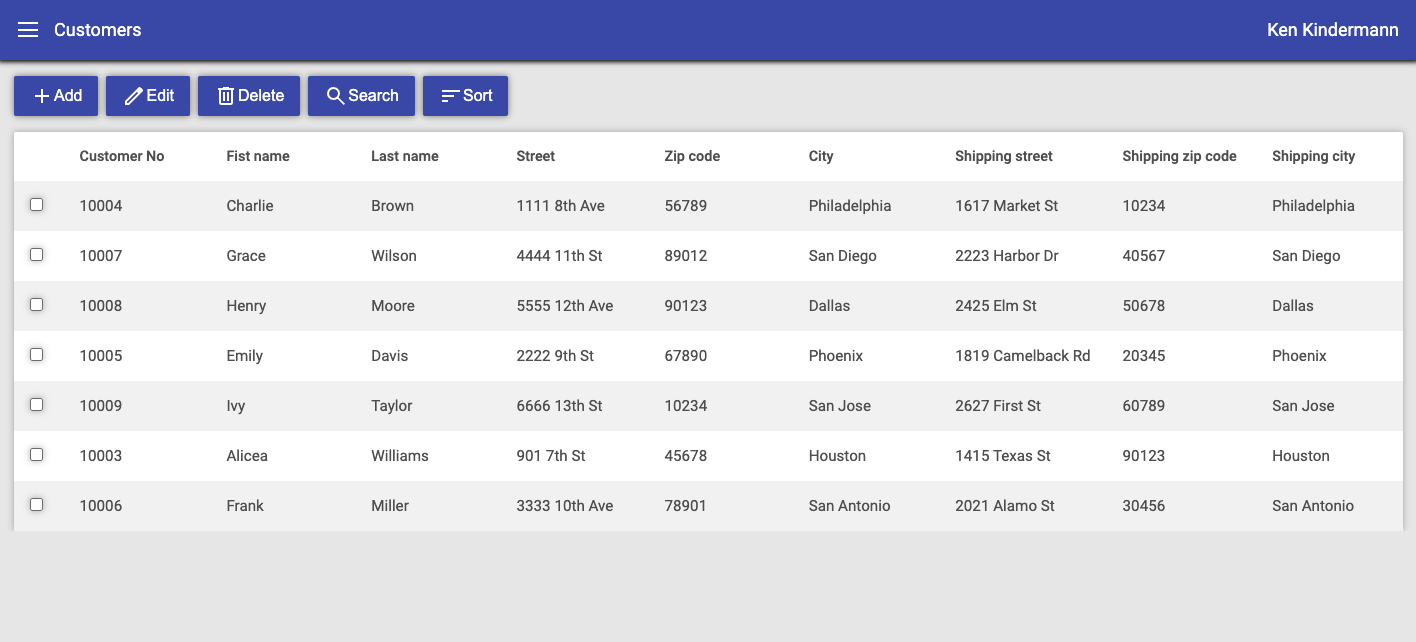 Customers Ken Kindermann
Add Edit Delete Search Sort
Customer No Fist name Last name Street Zip code City Shipping street Shipping zip code Shipping city
10004 Charlie Brown 1111 8th Ave 56789 Philadelphia 1617 Market St 10234 Philadelphia
10007 Grace Wilson 4444 11th St 89012 San Diego 2223 Harbor Dr 40567 San Diego
10008 Henry Moore 5555 12th Ave 90123 Dallas 2425 Elm St 50678 Dallas
10005 Emily Davis 2222 9th St 67890 Phoenix 1819 Camelback Rd 20345 Phoenix
10009 Ivy Taylor 6666 13th St 10234 San Jose 2627 First St 60789 San Jose
10003 Alicea Williams 901 7th St 45678 Houston 1415 Texas St 90123 Houston
10006 Frank Miller 3333 10th Ave 78901 San Antonio 2021 Alamo St 30456 San Antonio